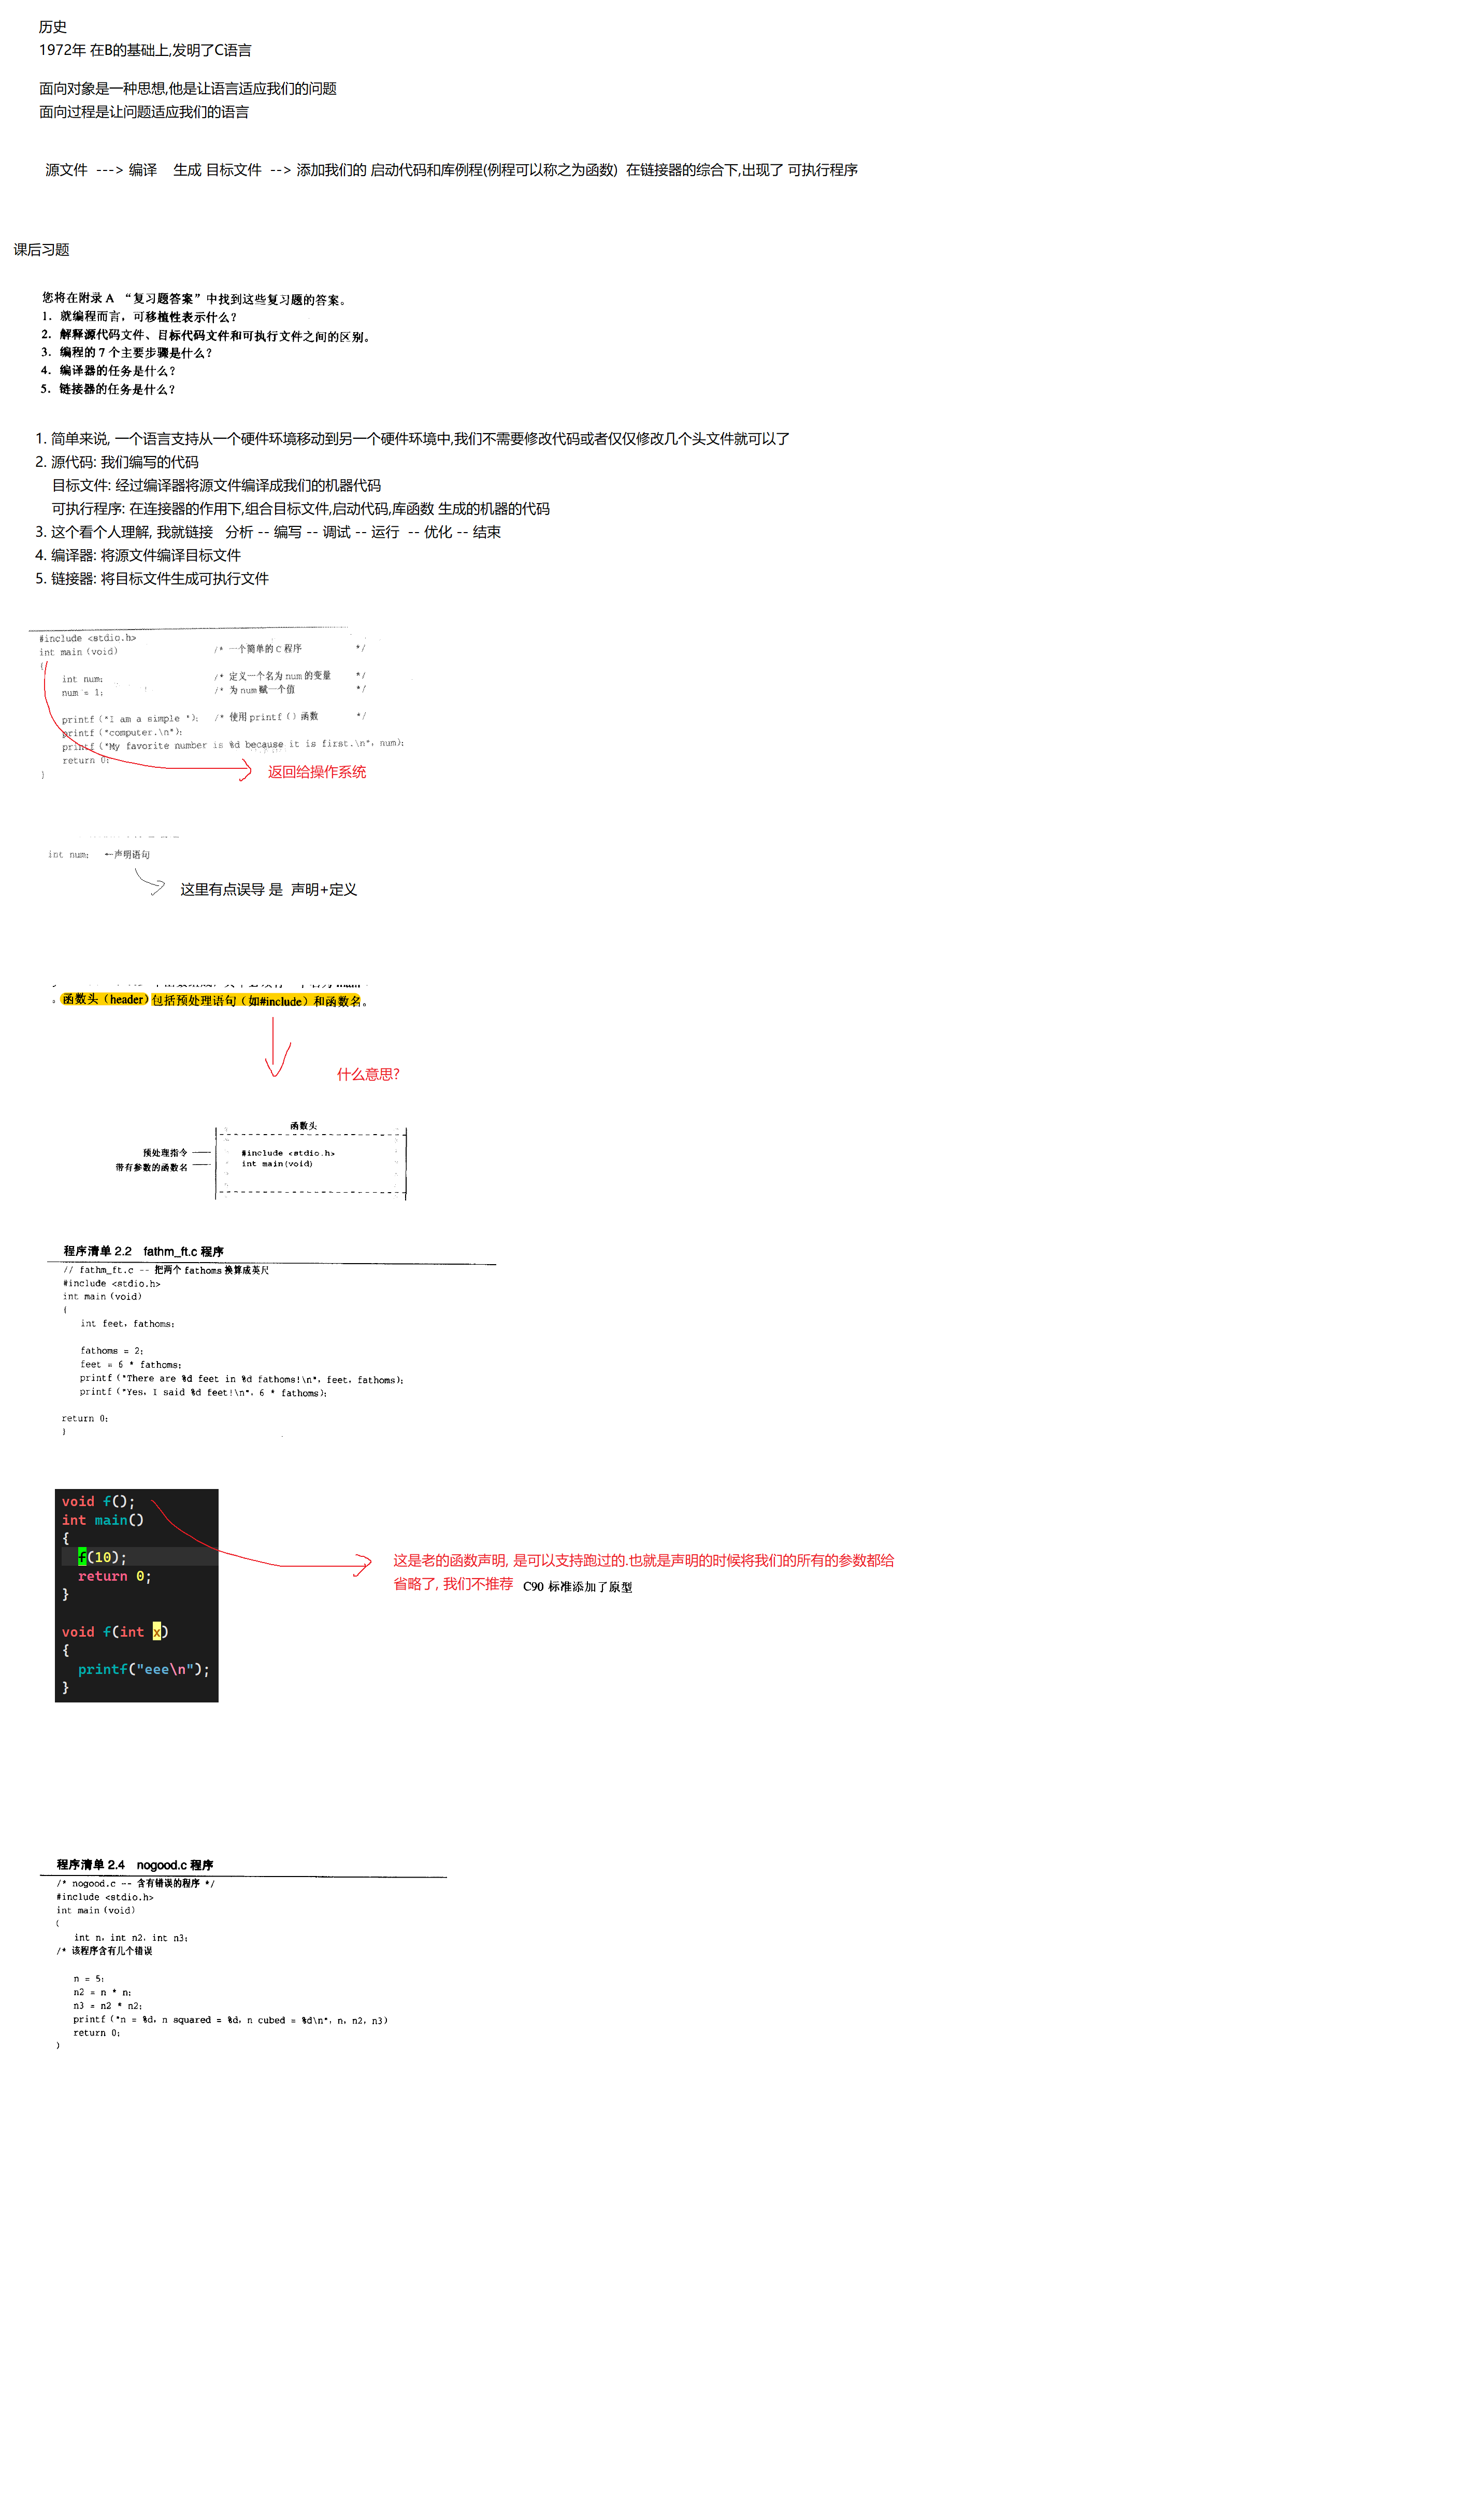 历史
1972年 在B的基础上,发明了C语言
面向对象是一种思想,他是让语言适应我们的问题
面向过程是让问题适应我们的语言
源文件 ---> 编译 生成 目标文件 --> 添加我们的 启动代码和库例程(例程可以称之为函数) 在链接器的综合下,出现了 可执行程序
课后习题
您将在附录 A “复习题答案”中找到这些复习题的答案。
1. 就编程而言，可移植性表示什么？
2. 解释源代码文件、目标代码文件和可执行文件之间的区别。
3. 编程的 7 个主要步骤是什么？
4. 编译器的任务是什么？
5. 链接器的任务是什么？
1. 简单来说, 一个语言支持从一个硬件环境移动到另一个硬件环境中,我们不需要修改代码或者仅仅修改几个头文件就可以了
2. 源代码: 我们编写的代码
目标文件: 经过编译器将源文件编译成我们的机器代码
可执行程序: 在连接器的作用下,组合目标文件,启动代码,库函数 生成的机器的代码
3. 这个看个人理解, 我就链接 分析 -- 编写 -- 调试 -- 运行 -- 优化 -- 结束
4. 编译器: 将源文件编译目标文件
5. 链接器: 将目标文件生成可执行文件
#include <stdio.h>
int main (void) /* 一个简单的 C 程序 */
{
int num; /* 定义一个名为 num 的变量 */
num = 1; /* 为 num 赋一个值 */
printf ("I am a simple "); /* 使用 printf () 函数 */
printf ("computer.\n");
printf ("My favorite number is %d because it is first.\n", num);
return 0;
}
返回给操作系统
int num; ←声明语句
这里有点误导 是 声明+定义
。函数头（header）包括预处理语句（如#include）和函数名。
什么意思?
函数头
预处理指令 #include <stdio.h>
带有参数的函数名 int main(void)
程序清单 2.2 fathm_ft.c 程序
// fathm_ft.c -- 把两个 fathoms 换算成英尺
#include <stdio.h>
int main (void)
{
int feet, fathoms;
fathoms = 2;
feet = 6 * fathoms;
printf ("There are %d feet in %d fathoms!\n", feet, fathoms);
printf ("Yes, I said %d feet!\n", 6 * fathoms);
return 0;
}
void f();
int main()
{
f(10);
return 0;
}
void f(int x)
{
printf("eee\n");
}
这是老的函数声明, 是可以支持跑过的.也就是声明的时候将我们的所有的参数都给
省略了, 我们不推荐 C90 标准添加了原型
程序清单 2.4 nogood.c 程序
/* nogood.c -- 含有错误的程序 */
#include <stdio.h>
int main (void)
(
int n, int n2, int n3;
/* 该程序含有几个错误
n = 5;
n2 = n * n;
n3 = n2 * n2;
printf ("n = %d, n squared = %d, n cubed = %d\n", n, n2, n3)
return 0;
)